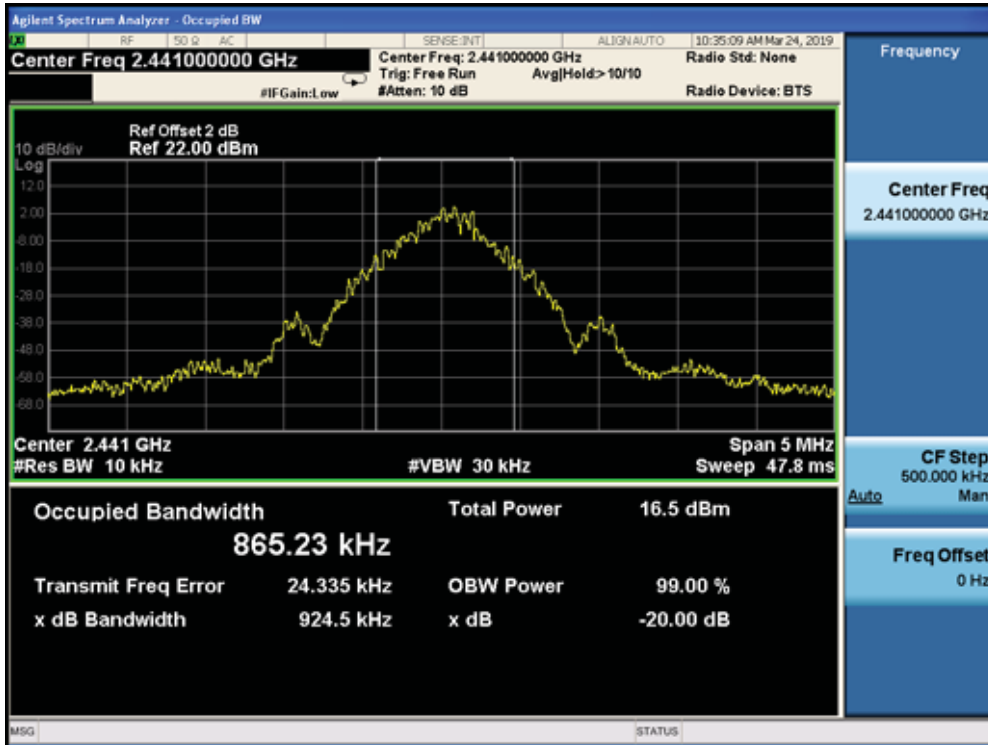 Agilent Spectrum Analyzer - Occupied BW
RF 50 Ω AC SENSE:INT ALIGN AUTO 10:35:09 AM Mar 24, 2019
Center Freq 2.441000000 GHz
Center Freq: 2.441000000 GHz
Radio Std: None
Trig: Free Run Avg|Hold:> 10/10
#IFGain:Low
#Atten: 10 dB
Radio Device: BTS
Ref Offset 2 dB
10 dB/div Ref 22.00 dBm
Log
12.0
2.00
-8.00
-18.0
-28.0
-38.0
-48.0
-58.0
-68.0
Center 2.441 GHz Span 5 MHz
#Res BW 10 kHz #VBW 30 kHz Sweep 47.8 ms
Occupied Bandwidth Total Power 16.5 dBm
865.23 kHz
Transmit Freq Error 24.335 kHz OBW Power 99.00 %
x dB Bandwidth 924.5 kHz x dB -20.00 dB
MSG STATUS
Frequency
Center Freq
2.441000000 GHz
CF Step
500.000 kHz
Auto Man
Freq Offset
0 Hz